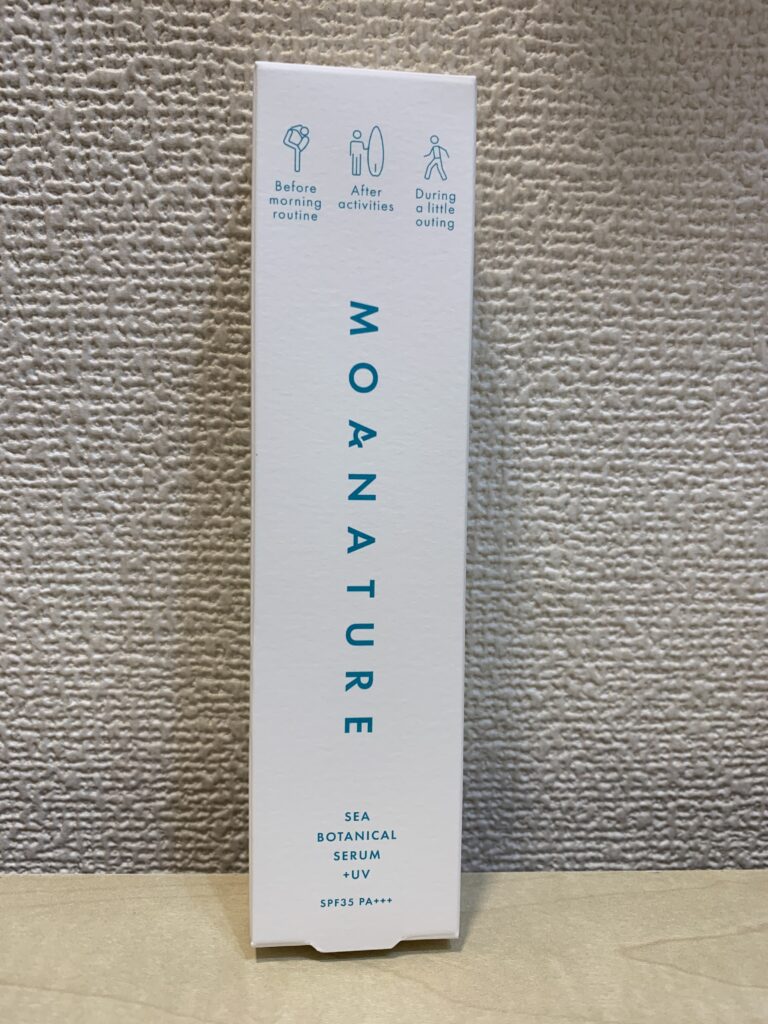 Before
morning
routine
After
activities
During
a little
outing
MOANATURE
SEA
BOTANICAL
SERUM
+UV
SPF35 PA+++